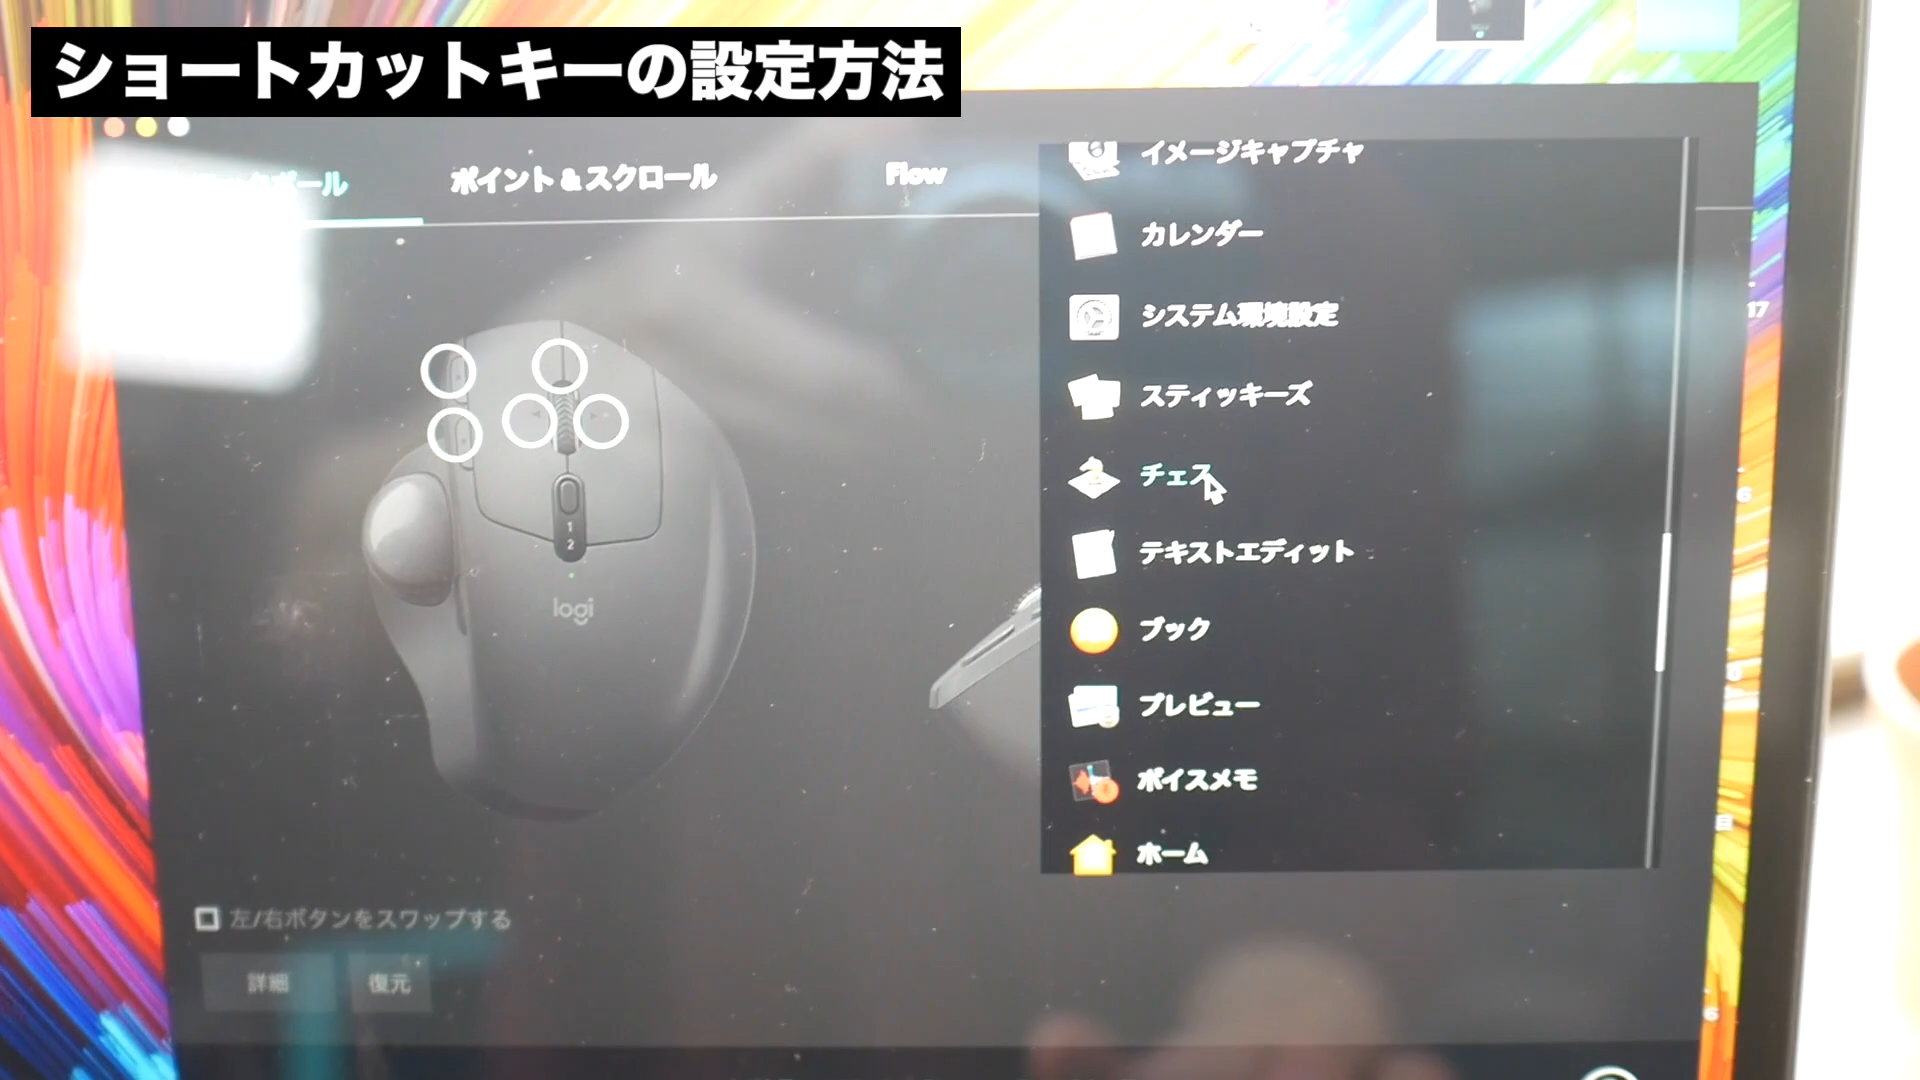 ショートカットキーの設定方法
ポイント&スクロール
Flow
イメージキャプチャ
カレンダー
システム環境設定
スティッキーズ
チェス
テキストエディット
ブック
プレビュー
ボイスメモ
ホーム
1
2
logi
左/右ボタンをスワップする
詳細
復元
17
6
6